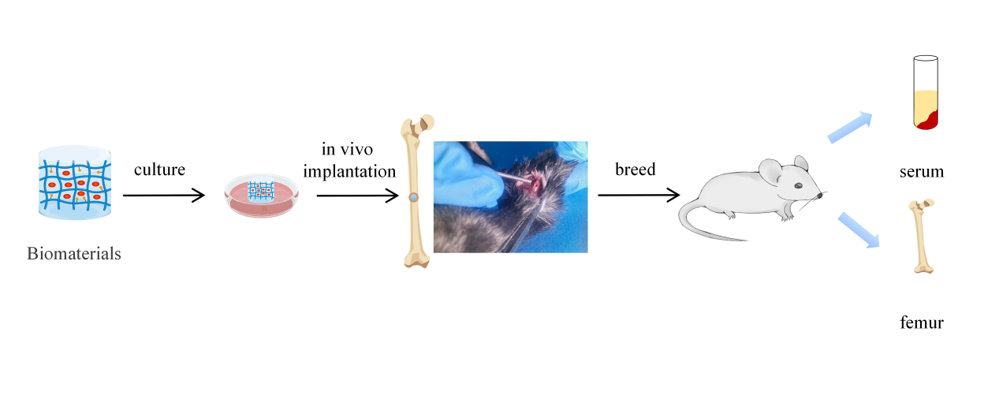 culture
in vivo
implantation
breed
serum
Biomaterials
femur